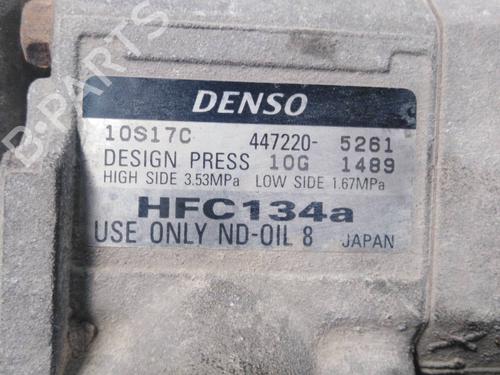 DENSO
10S17C 447220- 5261
DESIGN PRESS 10G 1489
HIGH SIDE 3.53MPa LOW SIDE 1.67MPa
HFC134a
USE ONLY ND-OIL 8 JAPAN
B-PARTS